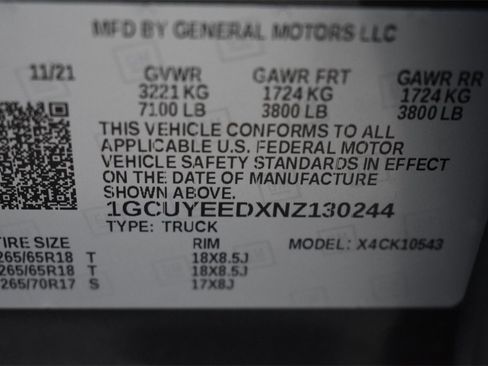 MFD BY GENERAL MOTORS LLC
11/21 GVWR GAWR FRT GAWR RR
3221 KG 1724 KG 1724 KG
7100 LB 3800 LB 3800 LB
THIS VEHICLE CONFORMS TO ALL
APPLICABLE U.S. FEDERAL MOTOR
VEHICLE SAFETY STANDARDS IN EFFECT
ON THE DATE OF MANUFACTURE
SHOWN ABOVE.
1GCUYEEDXNZ130244
TYPE: TRUCK MODEL: X4CK10543
TIRE SIZE RIM
265/65R18 T 18X8.5J
265/65R18 T 18X8.5J
265/70R17 S 17X8J